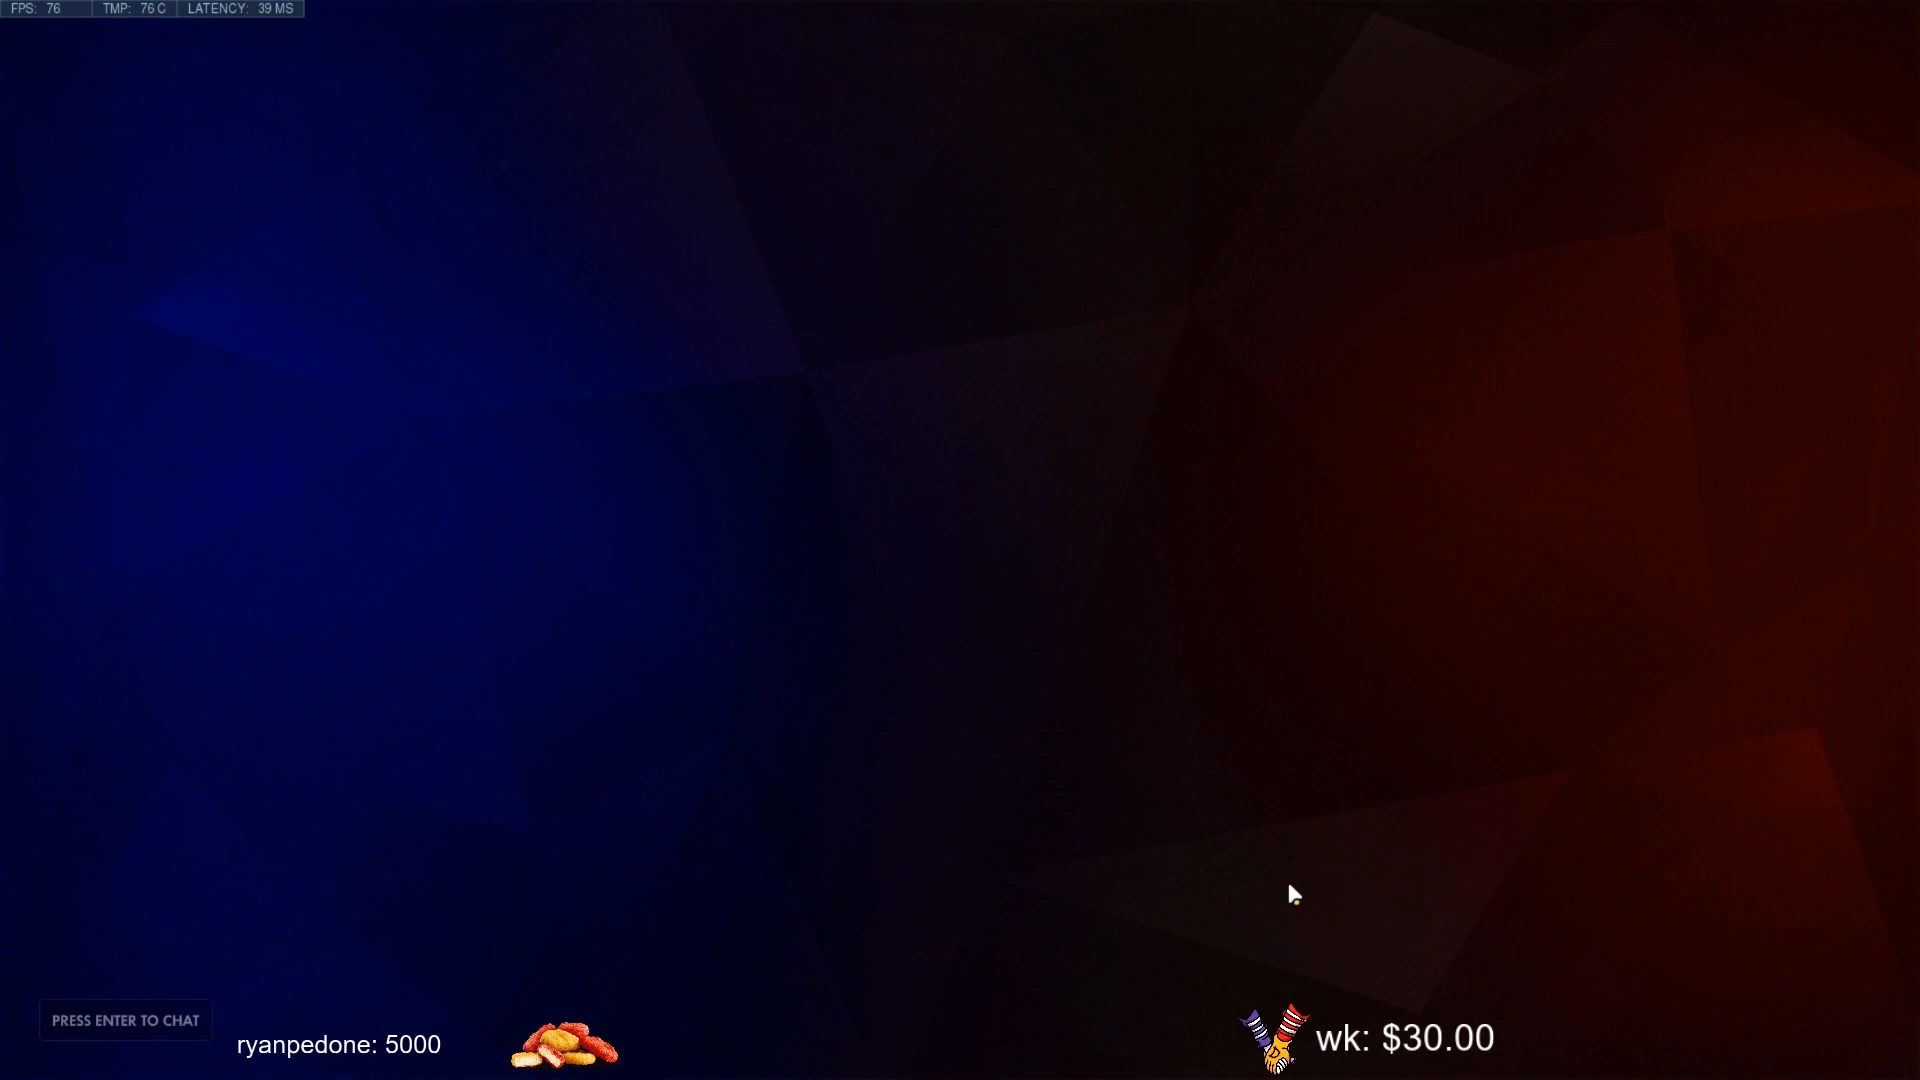 FPS: 76 TMP: 76 C LATENCY: 39 MS
PRESS ENTER TO CHAT
ryanpedone: 5000
wk: $30.00